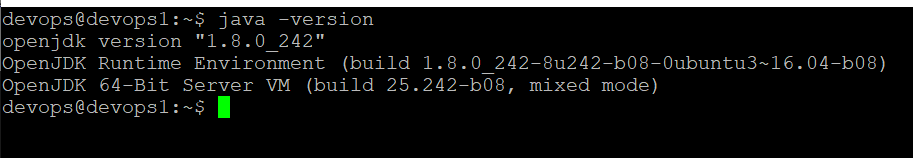 devops@devops1:~$ java -version
openjdk version "1.8.0_242"
OpenJDK Runtime Environment (build 1.8.0_242-8u242-b08-0ubuntu3~16.04-b08)
OpenJDK 64-Bit Server VM (build 25.242-b08, mixed mode)
devops@devops1:~$